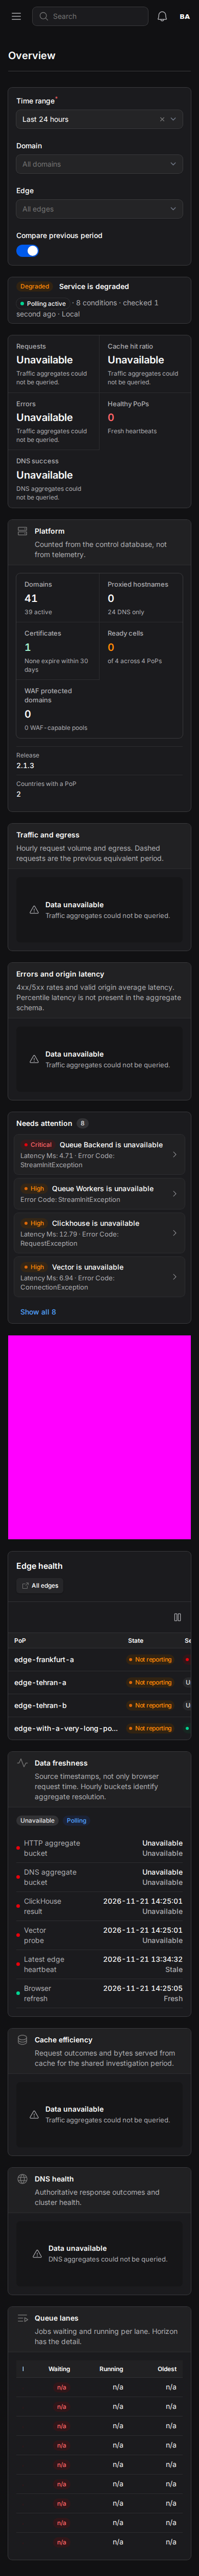 Search
BA
Overview
Time range*
Last 24 hours
Domain
All domains
Edge
All edges
Compare previous period
Degraded Service is degraded
Polling active · 8 conditions · checked 1
second ago · Local
Requests
Unavailable
Traffic aggregates could
not be queried.
Cache hit ratio
Unavailable
Traffic aggregates could
not be queried.
Errors
Unavailable
Traffic aggregates could
not be queried.
Healthy PoPs
0
Fresh heartbeats
DNS success
Unavailable
DNS aggregates could
not be queried.
Platform
Counted from the control database, not
from telemetry.
Domains
41
39 active
Proxied hostnames
0
24 DNS only
Certificates
1
None expire within 30
days
Ready cells
0
of 4 across 4 PoPs
WAF protected
domains
0
0 WAF-capable pools
Release
2.1.3
Countries with a PoP
2
Traffic and egress
Hourly request volume and egress. Dashed
requests are the previous equivalent period.
Data unavailable
Traffic aggregates could not be queried.
Errors and origin latency
4xx/5xx rates and valid origin average latency.
Percentile latency is not present in the aggregate
schema.
Data unavailable
Traffic aggregates could not be queried.
Needs attention 8
Critical Queue Backend is unavailable
Latency Ms: 4.71 · Error Code:
StreamInitException
High Queue Workers is unavailable
Error Code: StreamInitException
High Clickhouse is unavailable
Latency Ms: 12.79 · Error Code:
RequestException
High Vector is unavailable
Latency Ms: 6.94 · Error Code:
ConnectionException
Show all 8
Edge health
All edges
PoP State Se
edge-frankfurt-a Not reporting
edge-tehran-a Not reporting U
edge-tehran-b Not reporting U
edge-with-a-very-long-po... Not reporting
Data freshness
Source timestamps, not only browser
request time. Hourly buckets identify
aggregate resolution.
Unavailable Polling
HTTP aggregate
bucket
Unavailable
Unavailable
DNS aggregate
bucket
Unavailable
Unavailable
ClickHouse
result
2026-11-21 14:25:01
Unavailable
Vector
probe
2026-11-21 14:25:01
Unavailable
Latest edge
heartbeat
2026-11-21 13:34:32
Stale
Browser
refresh
2026-11-21 14:25:05
Fresh
Cache efficiency
Request outcomes and bytes served from
cache for the shared investigation period.
Data unavailable
Traffic aggregates could not be queried.
DNS health
Authoritative response outcomes and
cluster health.
Data unavailable
DNS aggregates could not be queried.
Queue lanes
Jobs waiting and running per lane. Horizon
has the detail.
Waiting Running Oldest
n/a n/a n/a
n/a n/a n/a
n/a n/a n/a
n/a n/a n/a
n/a n/a n/a
n/a n/a n/a
n/a n/a n/a
n/a n/a n/a
n/a n/a n/a